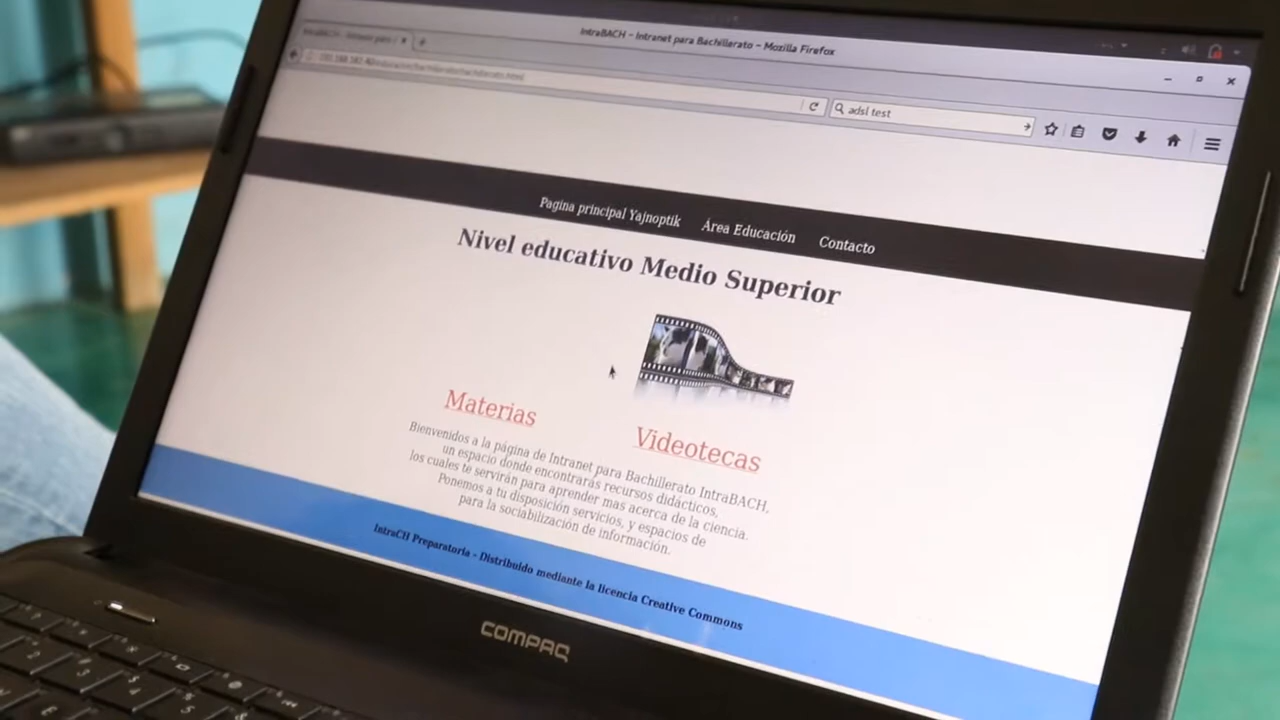 IntraBACH - Intranet para Bachillerato - Mozilla Firefox
adsl test
Pagina principal Yajnoptik Área Educación Contacto
Nivel educativo Medio Superior
Materias
Videotecas
Bienvenidos a la página de Intranet para Bachillerato IntraBACH,
un espacio donde encontrarás recursos didácticos,
los cuales te servirán para aprender mas acerca de la ciencia.
Ponemos a tu disposición servicios, y espacios de
para la sociabilización de información.
IntraCH Preparatoria - Distribuido mediante la licencia Creative Commons
COMPAQ